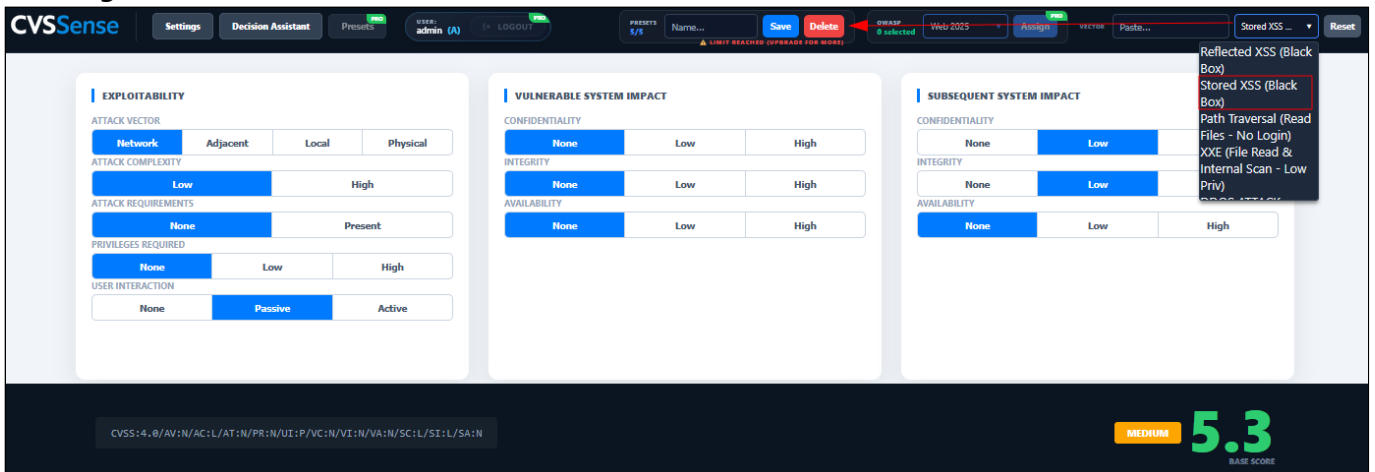 CVSSense
Settings
Decision Assistant
Presets
PRO
USER:
admin (A)
LOGOUT
PRO
PRESETS
5/5
Name...
Save
Delete
⚠ LIMIT REACHED (UPGRADE FOR MORE)
OWASP
0 selected
Web 2025
Assign
PRO
VECTOR
Paste...
Stored XSS ...
Reset
Reflected XSS (Black
Box)
Stored XSS (Black
Box)
Path Traversal (Read
Files - No Login)
XXE (File Read &
Internal Scan - Low
Priv)
DDOS ATTACK
EXPLOITABILITY
ATTACK VECTOR
Network Adjacent Local Physical
ATTACK COMPLEXITY
Low High
ATTACK REQUIREMENTS
None Present
PRIVILEGES REQUIRED
None Low High
USER INTERACTION
None Passive Active
VULNERABLE SYSTEM IMPACT
CONFIDENTIALITY
None Low High
INTEGRITY
None Low High
AVAILABILITY
None Low High
SUBSEQUENT SYSTEM IMPACT
CONFIDENTIALITY
None Low
INTEGRITY
None Low
AVAILABILITY
None Low High
CVSS:4.0/AV:N/AC:L/AT:N/PR:N/UI:P/VC:N/VI:N/VA:N/SC:L/SI:L/SA:N
MEDIUM
5.3
BASE SCORE